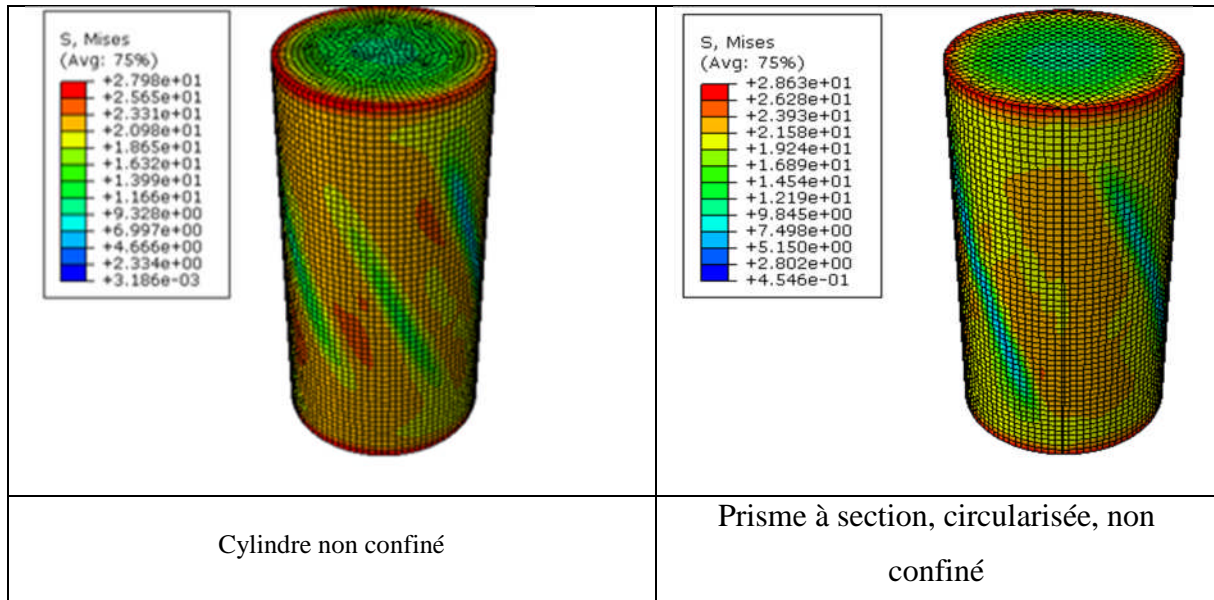 S, Mises
(Avg: 75%)
+2.798e+01
+2.565e+01
+2.331e+01
+2.098e+01
+1.865e+01
+1.632e+01
+1.399e+01
+1.166e+01
+9.328e+00
+6.997e+00
+4.666e+00
+2.334e+00
+3.186e-03
S, Mises
(Avg: 75%)
+2.863e+01
+2.628e+01
+2.393e+01
+2.158e+01
+1.924e+01
+1.689e+01
+1.454e+01
+1.219e+01
+9.845e+00
+7.498e+00
+5.150e+00
+2.802e+00
+4.546e-01
Cylindre non confiné
Prisme à section, circularisée, non
confiné